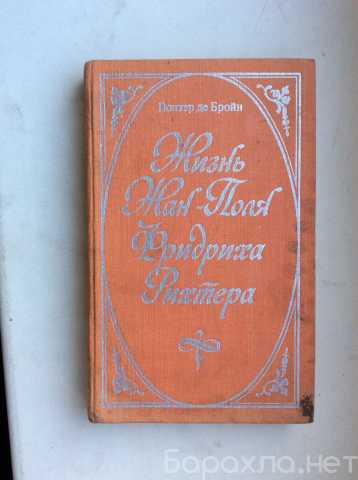 Гюнтер де Бройн
Жизнь
Жан-Поля
Фридриха
Рихтера
Барахла.нет